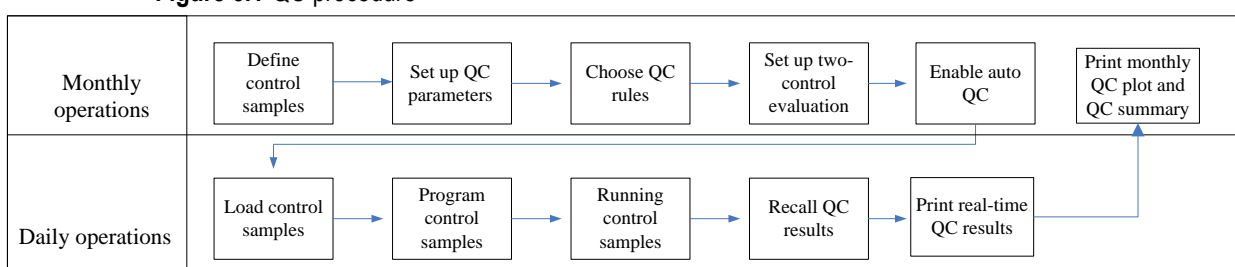 Monthly
operations
Define
control
samples
Set up QC
parameters
Choose QC
rules
Set up two-
control
evaluation
Enable auto
QC
Print monthly
QC plot and
QC summary
Daily operations
Load control
samples
Program
control
samples
Running
control
samples
Recall QC
results
Print real-time
QC results